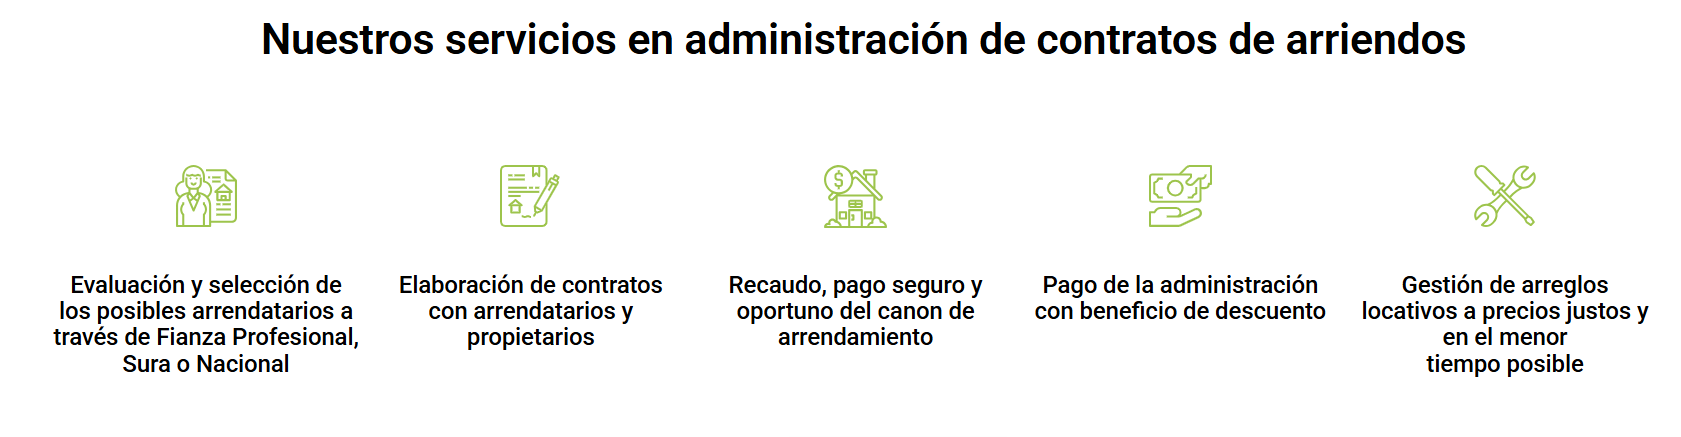 Nuestros servicios en administración de contratos de arriendos
Evaluación y selección de
los posibles arrendatarios a
través de Fianza Profesional,
Sura o Nacional
Elaboración de contratos
con arrendatarios y
propietarios
Recaudo, pago seguro y
oportuno del canon de
arrendamiento
Pago de la administración
con beneficio de descuento
Gestión de arreglos
locativos a precios justos y
en el menor
tiempo posible